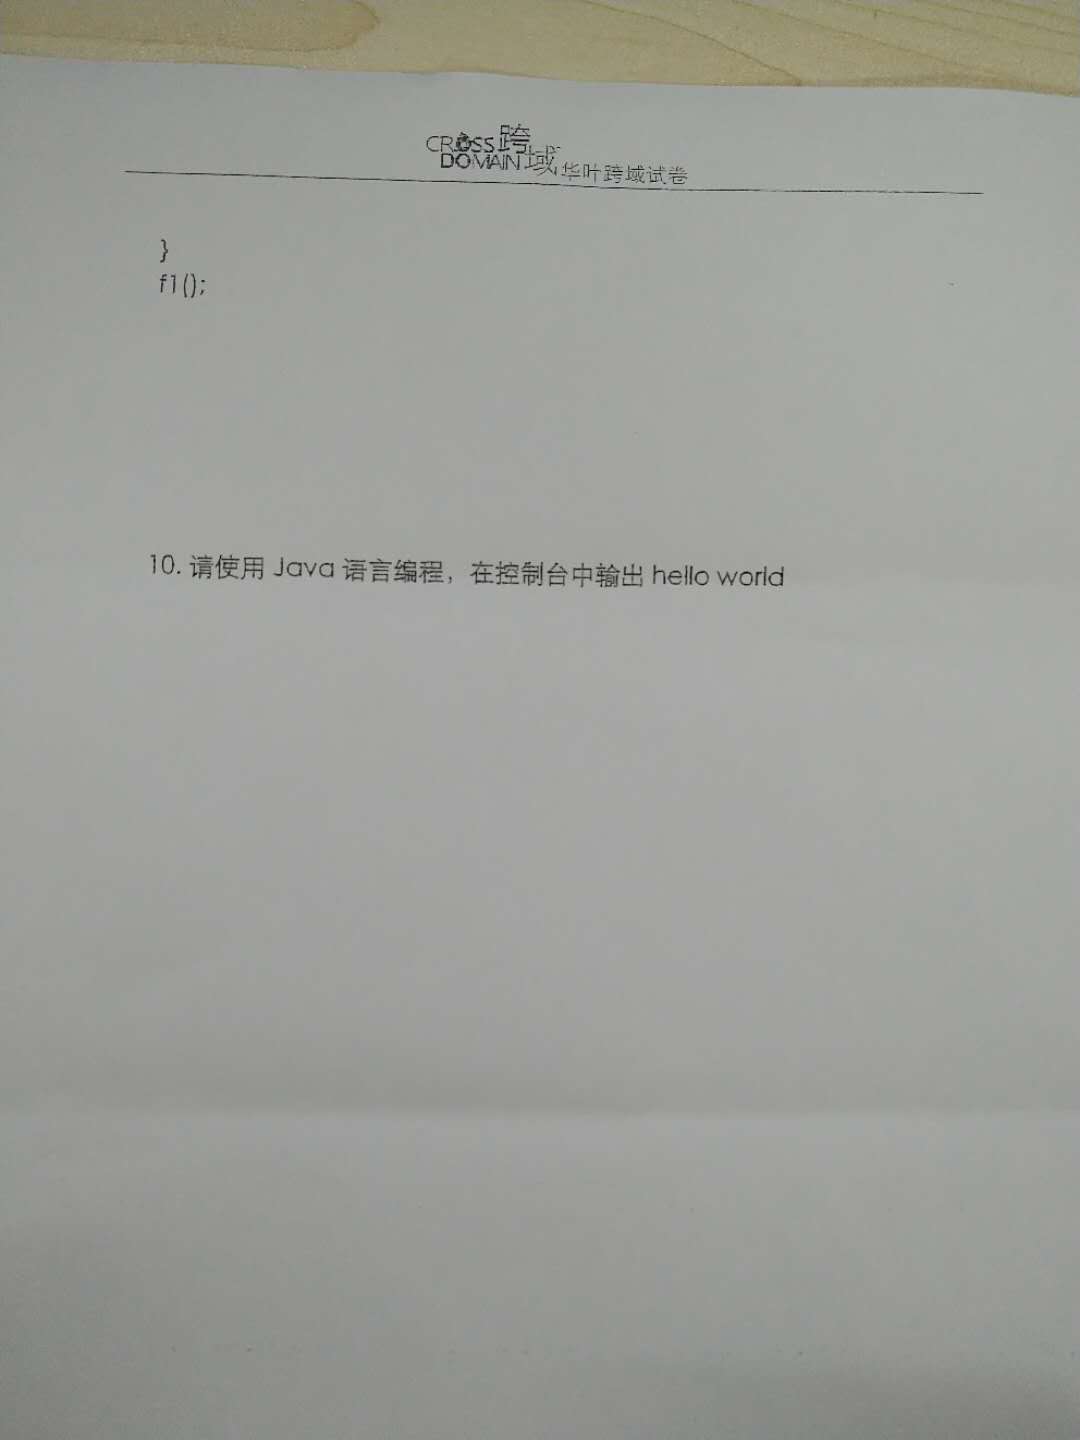 CROSS 跨
DOMAIN 域 华叶跨域试卷
}
f1();
10. 请使用 Java 语言编程，在控制台中输出 hello world